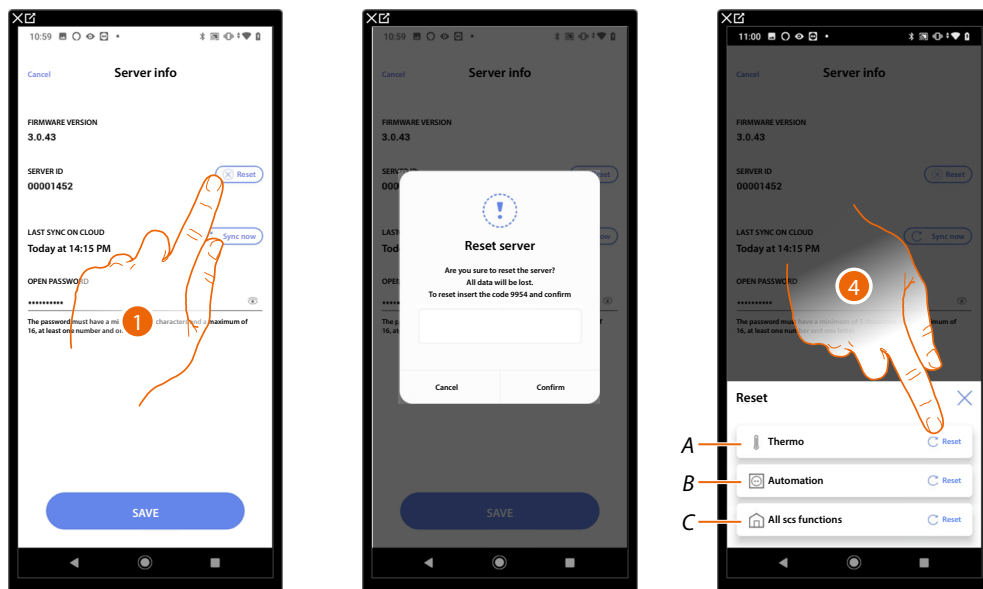 10:59
Cancel
Server info
FIRMWARE VERSION
3.0.43
SERVER ID
00001452
Reset
LAST SYNC ON CLOUD
Today at 14:15 PM
Sync now
OPEN PASSWORD
••••••••••
The password must have a mi characters and a maximum of
16, at least one number and on
1
SAVE
10:59
Cancel
Server info
FIRMWARE VERSION
3.0.43
Reset server
Are you sure to reset the server?
All data will be lost.
To reset insert the code 9954 and confirm
Cancel
Confirm
SAVE
11:00
Cancel
Server info
FIRMWARE VERSION
3.0.43
SERVER ID
00001452
Reset
LAST SYNC ON CLOUD
Today at 14:15 PM
Sync now
OPEN PASSWORD
The password must have a minimum of 5 imum of
16, at least one number and one letter
4
Reset
A
Thermo
Reset
B
Automation
Reset
C
All scs functions
Reset